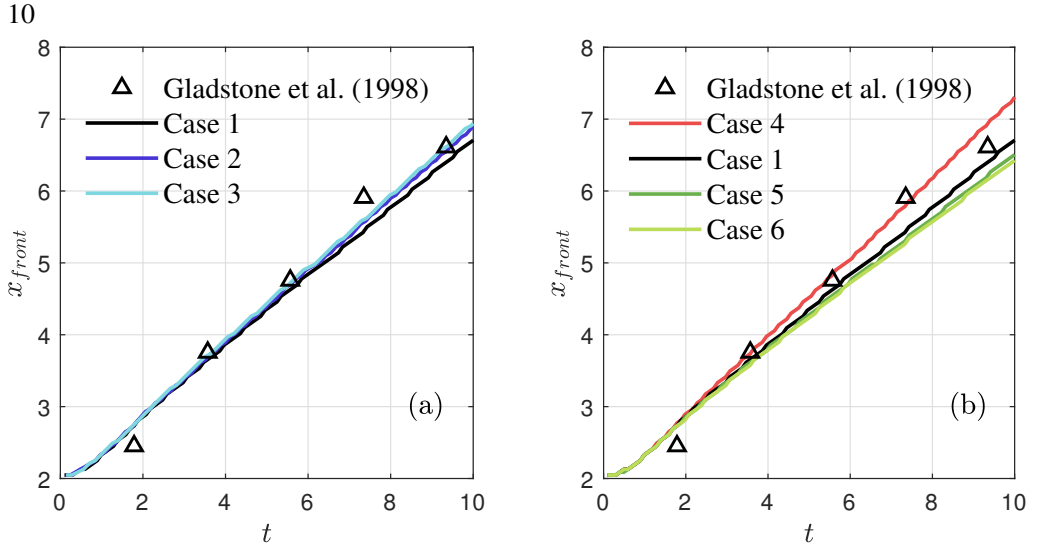 10
8
7
6
5
4
3
2
x_front
Gladstone et al. (1998)
Case 1
Case 2
Case 3
(a)
0 2 4 6 8 10
t
8
7
6
5
4
3
2
x_front
Gladstone et al. (1998)
Case 4
Case 1
Case 5
Case 6
(b)
0 2 4 6 8 10
t